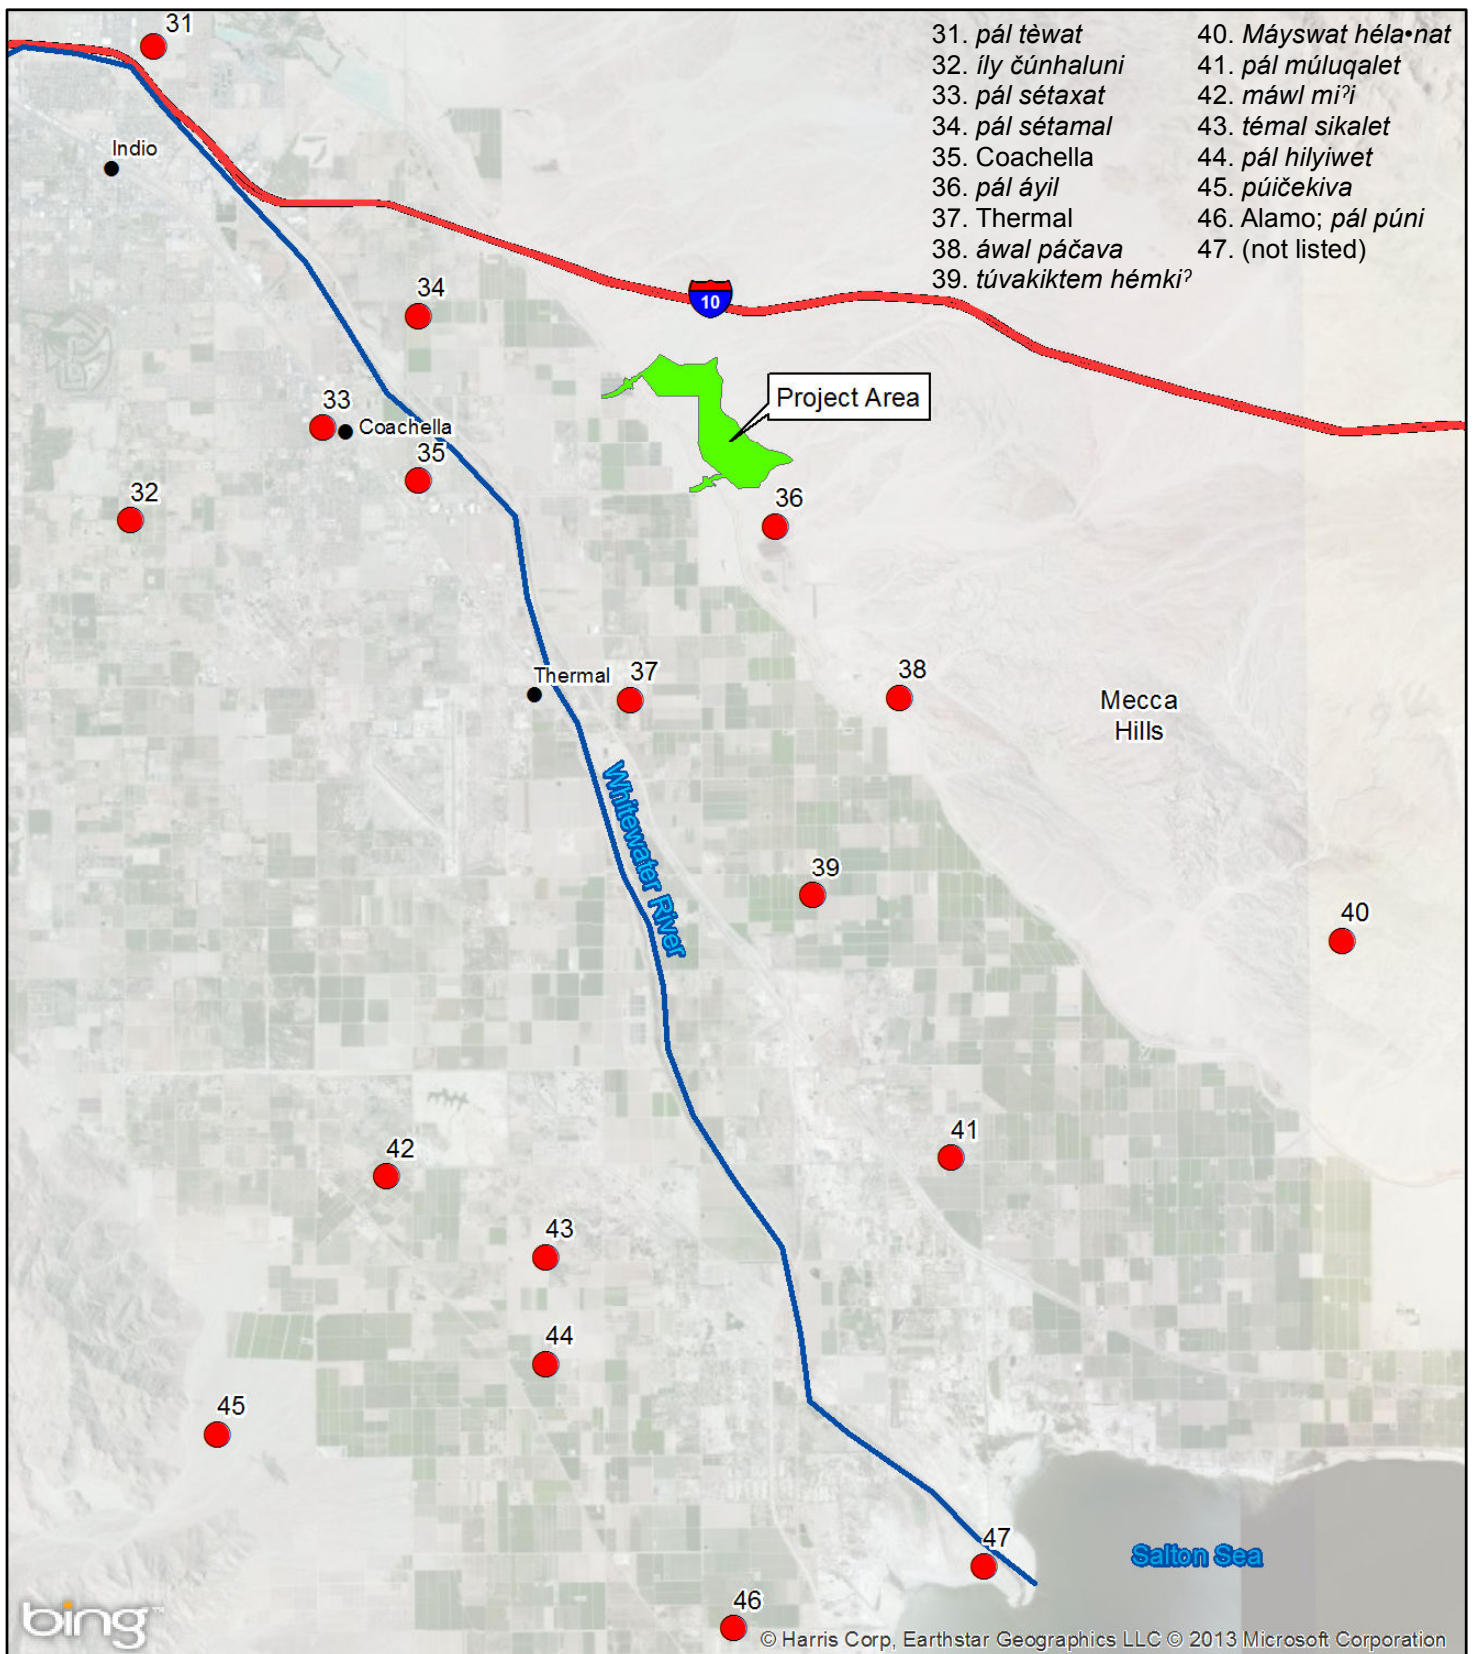 31
31. pál tèwat
32. íly čúnhaluni
33. pál sétaxat
34. pál sétamal
35. Coachella
36. pál áyil
37. Thermal
38. áwal páčava
39. túvakiktem hémkiˀ
40. Máyswat héla•nat
41. pál múluqalet
42. máwl miˀi
43. témal sikalet
44. pál hilyiwet
45. púičekiva
46. Alamo; pál púni
47. (not listed)
Indio
34
10
Project Area
33
Coachella
35
32
36
Thermal
37
38
Mecca
Hills
Whitewater River
39
40
41
42
43
44
45
47
Salton Sea
46
bing™
© Harris Corp, Earthstar Geographics LLC © 2013 Microsoft Corporation